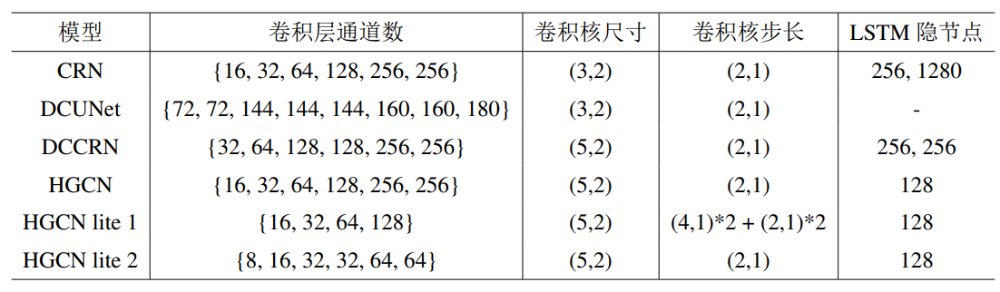 模型 卷积层通道数 卷积核尺寸 卷积核步长 LSTM 隐节点
CRN {16, 32, 64, 128, 256, 256} (3,2) (2,1) 256, 1280
DCUNet {72, 72, 144, 144, 144, 160, 160, 180} (3,2) (2,1) -
DCCRN {32, 64, 128, 128, 256, 256} (5,2) (2,1) 256, 256
HGCN {16, 32, 64, 128, 256, 256} (5,2) (2,1) 128
HGCN lite 1 {16, 32, 64, 128} (5,2) (4,1)*2 + (2,1)*2 128
HGCN lite 2 {8, 16, 32, 32, 64, 64} (5,2) (2,1) 128